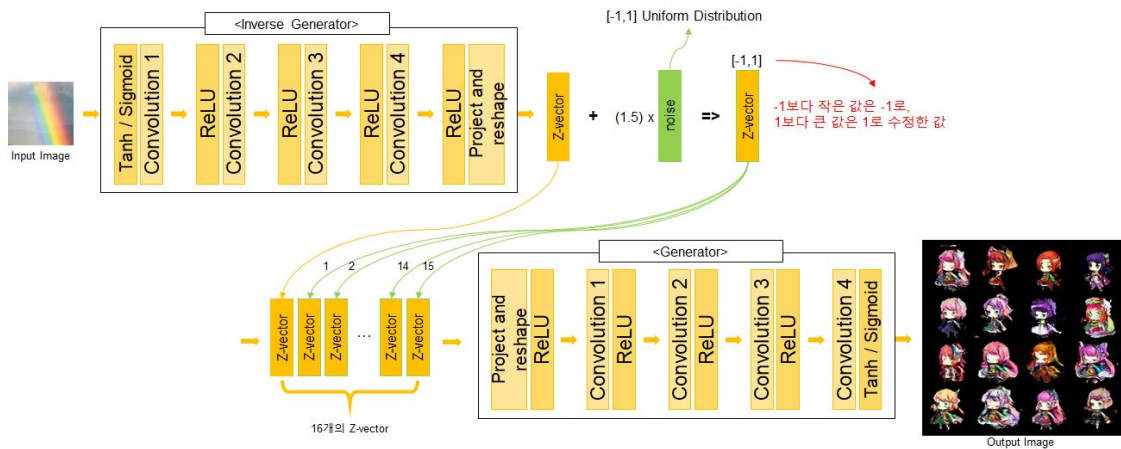 <Inverse Generator>
[-1,1] Uniform Distribution
Input Image
Tanh / Sigmoid
Convolution 1
ReLU
Convolution 2
ReLU
Convolution 3
ReLU
Convolution 4
ReLU
Project and
reshape
Z-vector
+
(1.5) x
noise
=>
[-1,1]
Z-vector
-1보다 작은 값은 -1로,
1보다 큰 값은 1로 수정한 값
1
2
14
15
Z-vector
Z-vector
Z-vector
...
Z-vector
Z-vector
16개의 Z-vector
<Generator>
Project and
reshape
ReLU
Convolution 1
ReLU
Convolution 2
ReLU
Convolution 3
ReLU
Convolution 4
Tanh / Sigmoid
Output Image